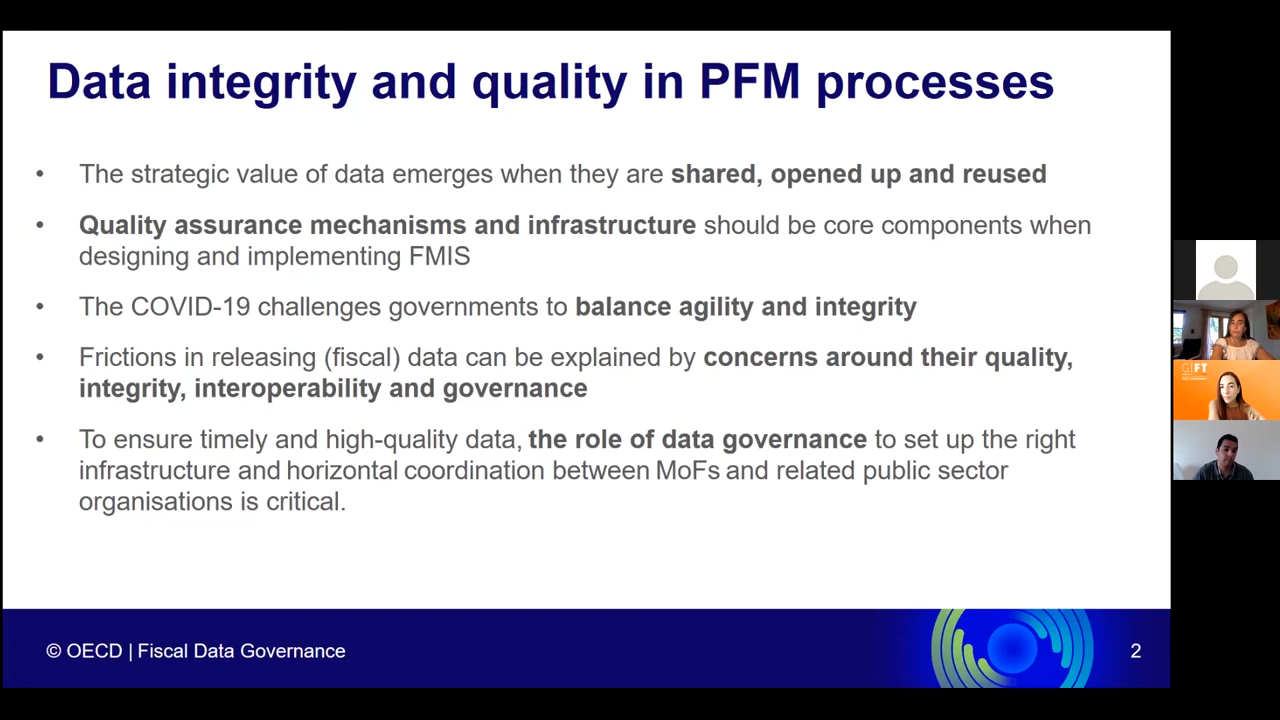 Data integrity and quality in PFM processes
• The strategic value of data emerges when they are shared, opened up and reused
• Quality assurance mechanisms and infrastructure should be core components when
designing and implementing FMIS
• The COVID-19 challenges governments to balance agility and integrity
• Frictions in releasing (fiscal) data can be explained by concerns around their quality,
integrity, interoperability and governance
• To ensure timely and high-quality data, the role of data governance to set up the right
infrastructure and horizontal coordination between MoFs and related public sector
organisations is critical.
GIFT
© OECD | Fiscal Data Governance
2